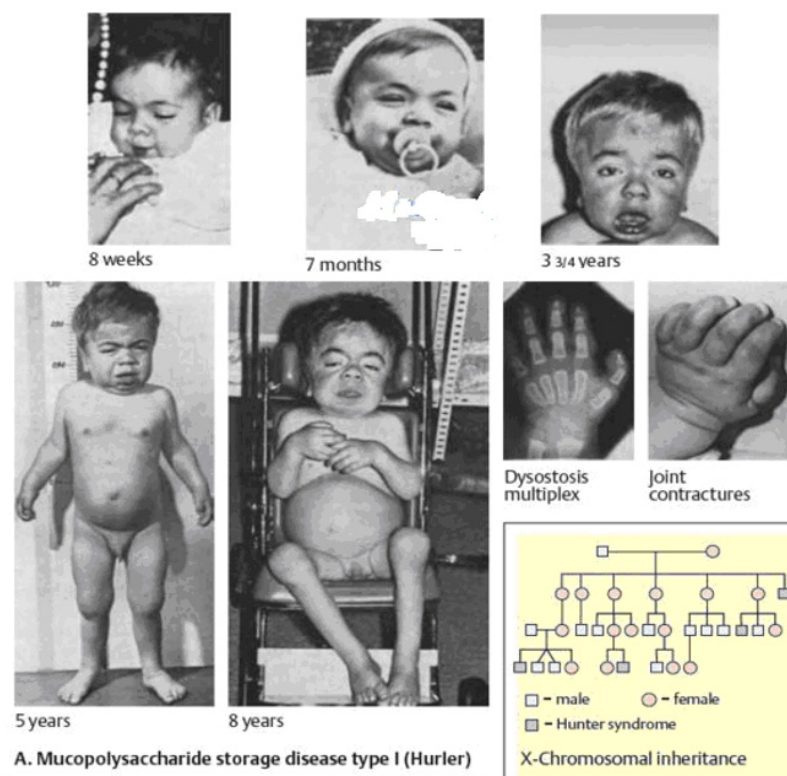 8 weeks
7 months
3 3/4 years
Dysostosis
multiplex
Joint
contractures
5 years
8 years
- male
- female
- Hunter syndrome
A. Mucopolysaccharide storage disease type I (Hurler)
X-Chromosomal inheritance